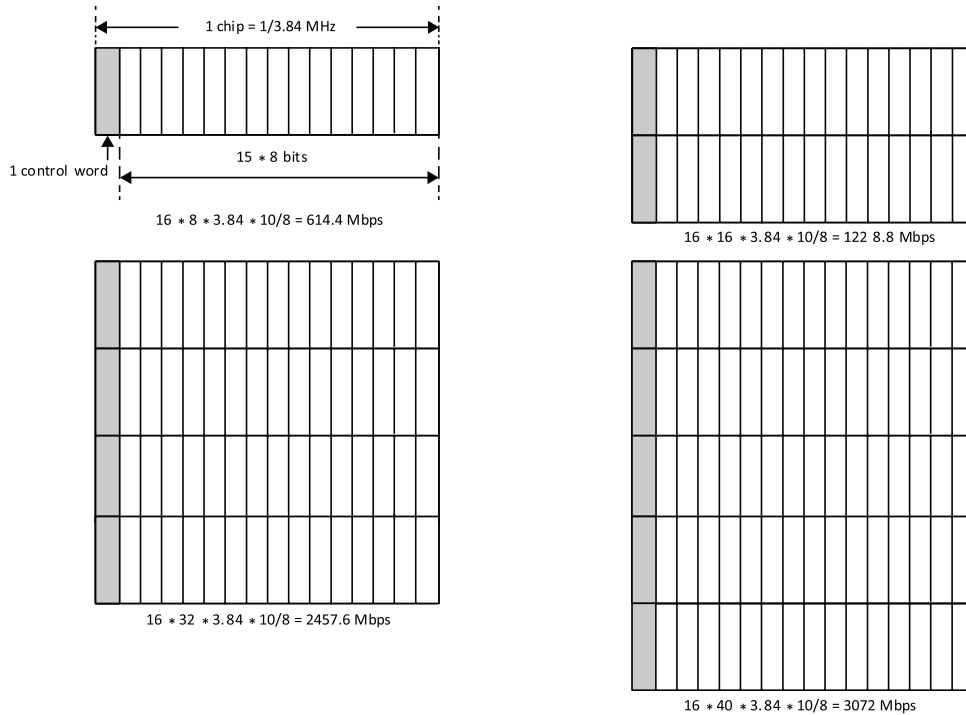 1 chip = 1/3.84 MHz
1 control word
15 * 8 bits
16 * 8 * 3.84 * 10/8 = 614.4 Mbps
16 * 16 * 3.84 * 10/8 = 122 8.8 Mbps
16 * 32 * 3.84 * 10/8 = 2457.6 Mbps
16 * 40 * 3.84 * 10/8 = 3072 Mbps